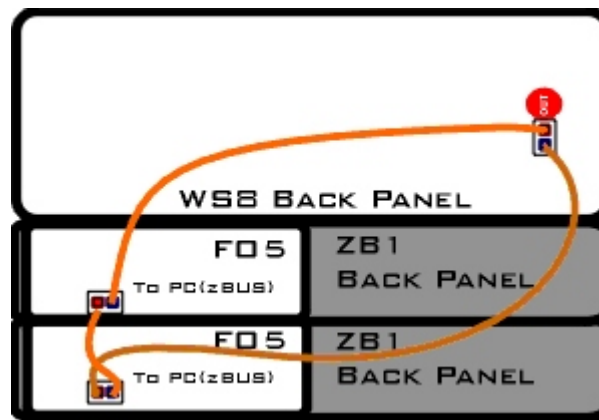 OUT
WS8 BACK PANEL
FO5
TO PC(ZBUS)
ZB1
BACK PANEL
FO5
TO PC(ZBUS)
ZB1
BACK PANEL